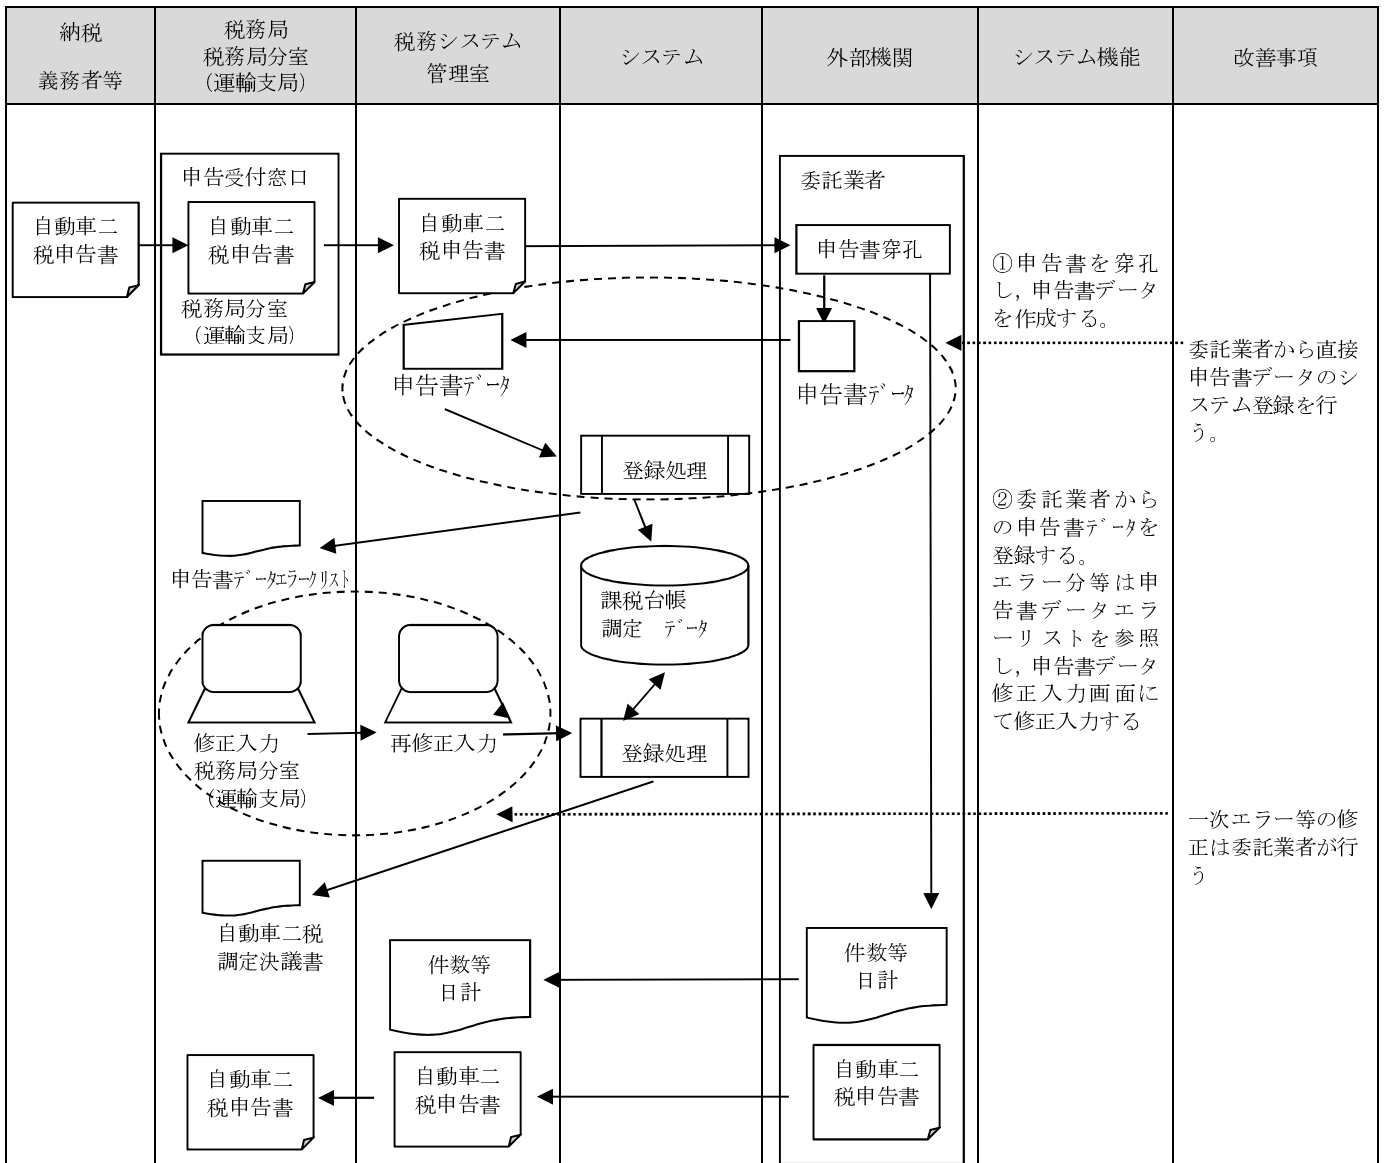 納税
義務者等
税務局
税務局分室
（運輸支局）
税務システム
管理室
システム
外部機関
システム機能
改善事項
自動車二
税申告書
申告受付窓口
自動車二
税申告書
税務局分室
（運輸支局）
自動車二
税申告書
委託業者
申告書穿孔
①申告書を穿孔
し，申告書データ
を作成する。
申告書ﾃﾞｰﾀ
申告書ﾃﾞｰﾀ
委託業者から直接
申告書データのシ
ステム登録を行
う。
登録処理
②委託業者から
の申告書ﾃﾞｰﾀを
登録する。
エラー分等は申
告書データエラ
ーリストを参照
し，申告書データ
修正入力画面に
て修正入力する
申告書ﾃﾞｰﾀｴﾗｰｸﾘｽﾄ
課税台帳
調定　ﾃﾞｰﾀ
修正入力
税務局分室
（運輸支局）
再修正入力
登録処理
一次エラー等の修
正は委託業者が行
う
自動車二税
調定決議書
件数等
日計
件数等
日計
自動車二
税申告書
自動車二
税申告書
自動車二
税申告書